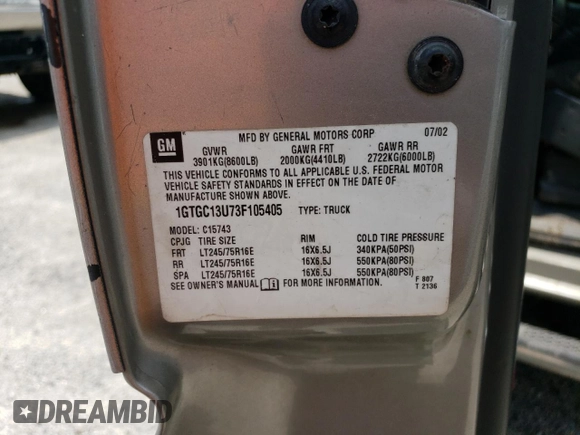 GM
MFD BY GENERAL MOTORS CORP 07/02
GVWR GAWR FRT GAWR RR
3901KG(8600LB) 2000KG(4410LB) 2722KG(6000LB)
THIS VEHICLE CONFORMS TO ALL APPLICABLE U.S. FEDERAL MOTOR
VEHICLE SAFETY STANDARDS IN EFFECT ON THE DATE OF
MANUFACTURE SHOWN ABOVE.
1GTGC13U73F105405 TYPE: TRUCK
MODEL: C15743
CPJG TIRE SIZE RIM COLD TIRE PRESSURE
FRT LT245/75R16E 16X6.5J 340KPA(50PSI)
RR LT245/75R16E 16X6.5J 550KPA(80PSI)
SPA LT245/75R16E 16X6.5J 550KPA(80PSI)
SEE OWNER'S MANUAL FOR MORE INFORMATION
F 807
T 2136
DREAMBID